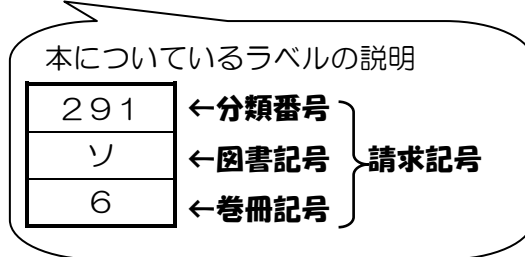 本についているラベルの説明
２９１ ←分類番号
ソ ←図書記号 請求記号
６ ←巻冊記号